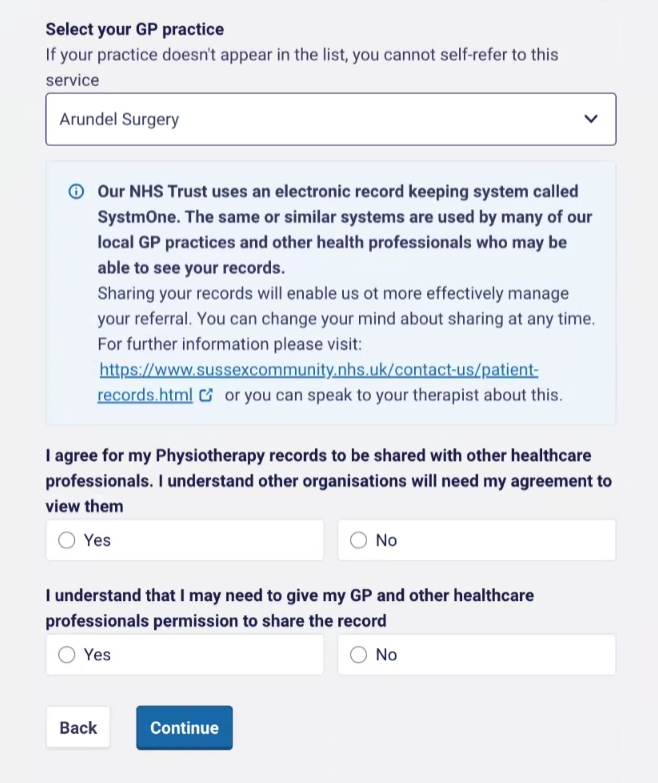 Select your GP practice
If your practice doesn't appear in the list, you cannot self-refer to this
service
Arundel Surgery
Our NHS Trust uses an electronic record keeping system called
SystmOne. The same or similar systems are used by many of our
local GP practices and other health professionals who may be
able to see your records.
Sharing your records will enable us ot more effectively manage
your referral. You can change your mind about sharing at any time.
For further information please visit:
https://www.sussexcommunity.nhs.uk/contact-us/patient-
records.html or you can speak to your therapist about this.
I agree for my Physiotherapy records to be shared with other healthcare
professionals. I understand other organisations will need my agreement to
view them
Yes No
I understand that I may need to give my GP and other healthcare
professionals permission to share the record
Yes No
Back Continue